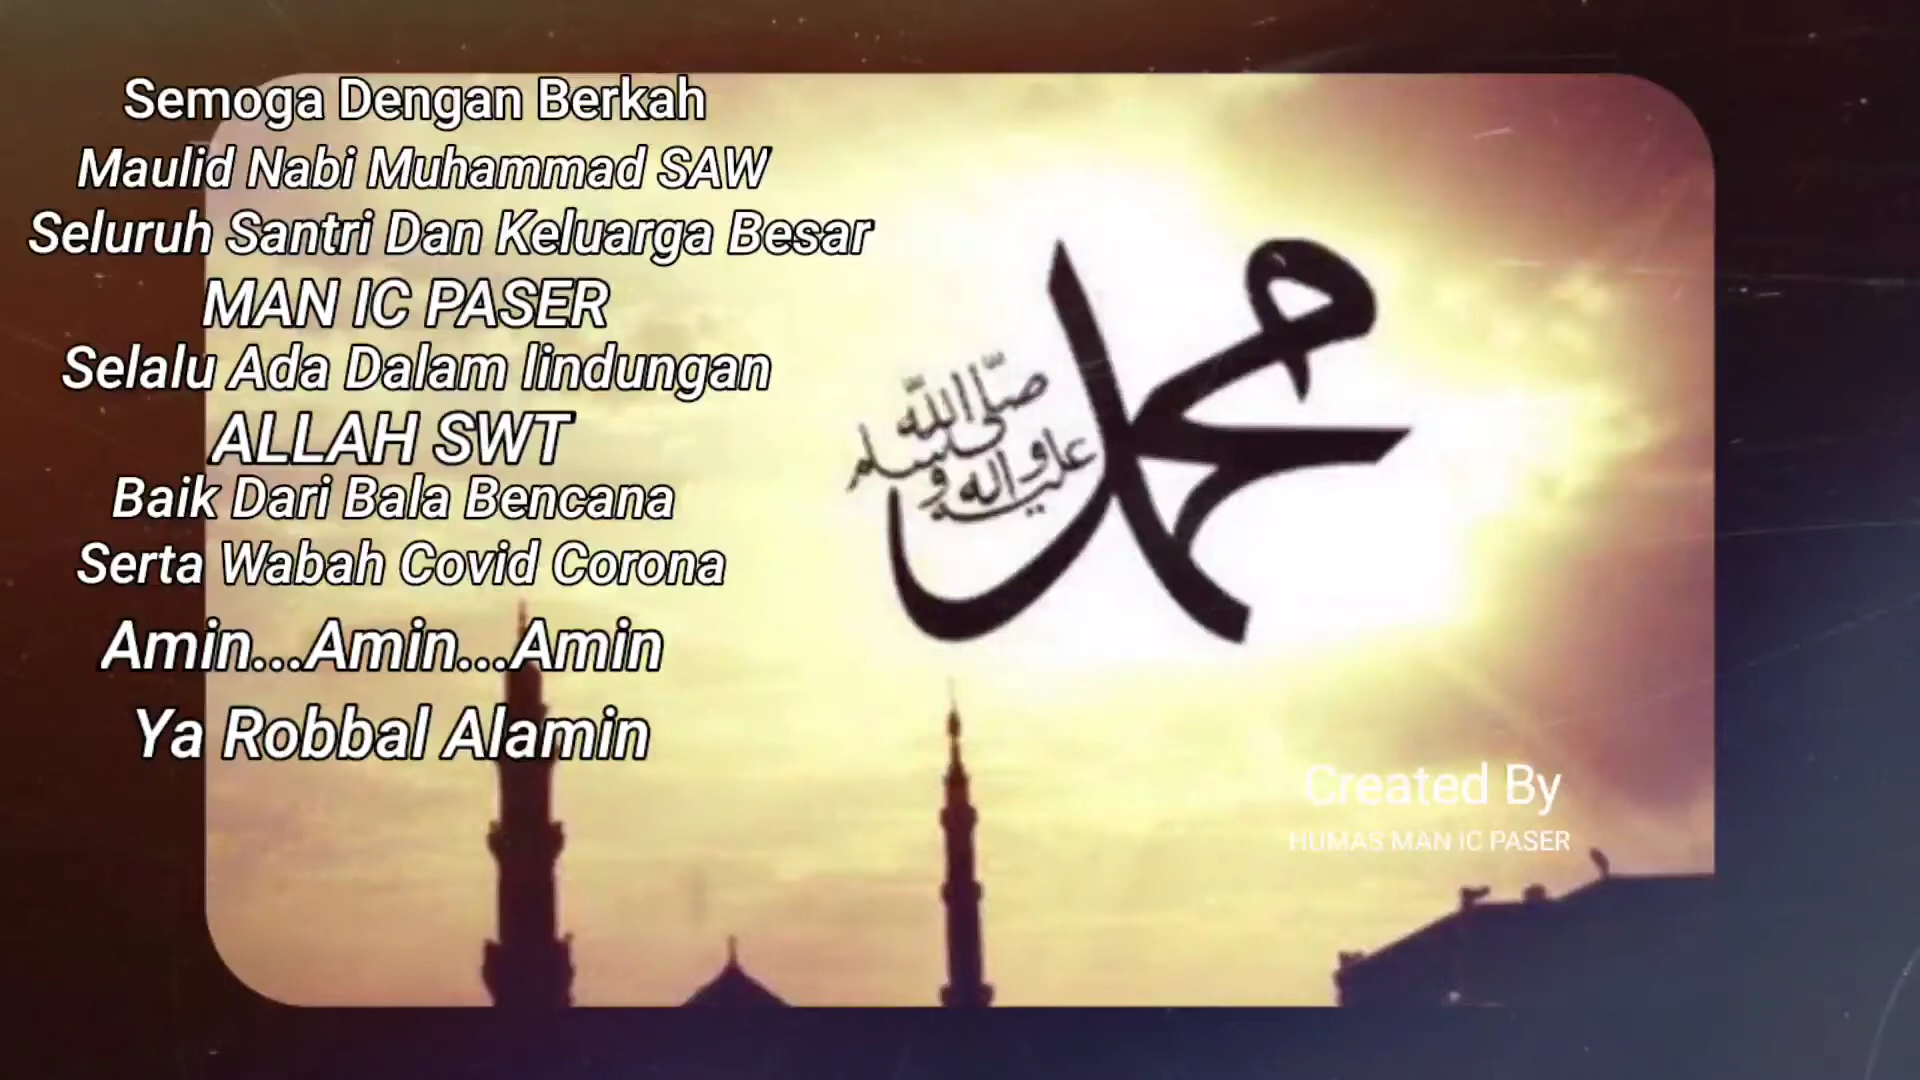 Semoga Dengan Berkah
Maulid Nabi Muhammad SAW
Seluruh Santri Dan Keluarga Besar
MAN IC PASER
Selalu Ada Dalam lindungan
ALLAH SWT
Baik Dari Bala Bencana
Serta Wabah Covid Corona
Amin...Amin...Amin
Ya Robbal Alamin
محمد
صلى الله
عليه وآله
وسلم
Created By
HUMAS MAN IC PASER